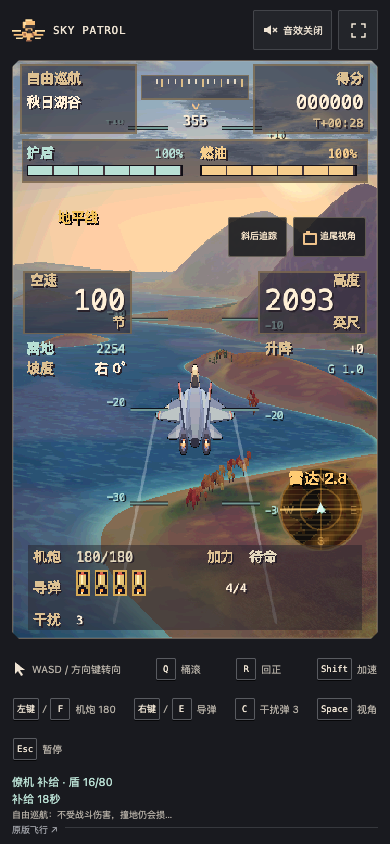 SKY PATROL
音效关闭
自由巡航
秋日湖谷
355
得分
000000
T+00:28
+10
+10
护盾 100%
燃油 100%
地平线
斜后追踪
追尾视角
空速
100
节
高度
2093
英尺
-10
离地 2254
升降 +0
坡度 右 0°
G 1.0
-20
-20
雷达 2.8
-30
-3
W
S
机炮 180/180
加力 待命
导弹
4/4
干扰 3
WASD / 方向键转向
Q 桶滚
R 回正
Shift 加速
左键 / F 机炮 180
右键 / E 导弹
C 干扰弹 3
Space 视角
Esc 暂停
僚机 补给 · 盾 16/80
补给 18秒
自由巡航：不受战斗伤害，撞地仍会损...
原版飞行 ↗